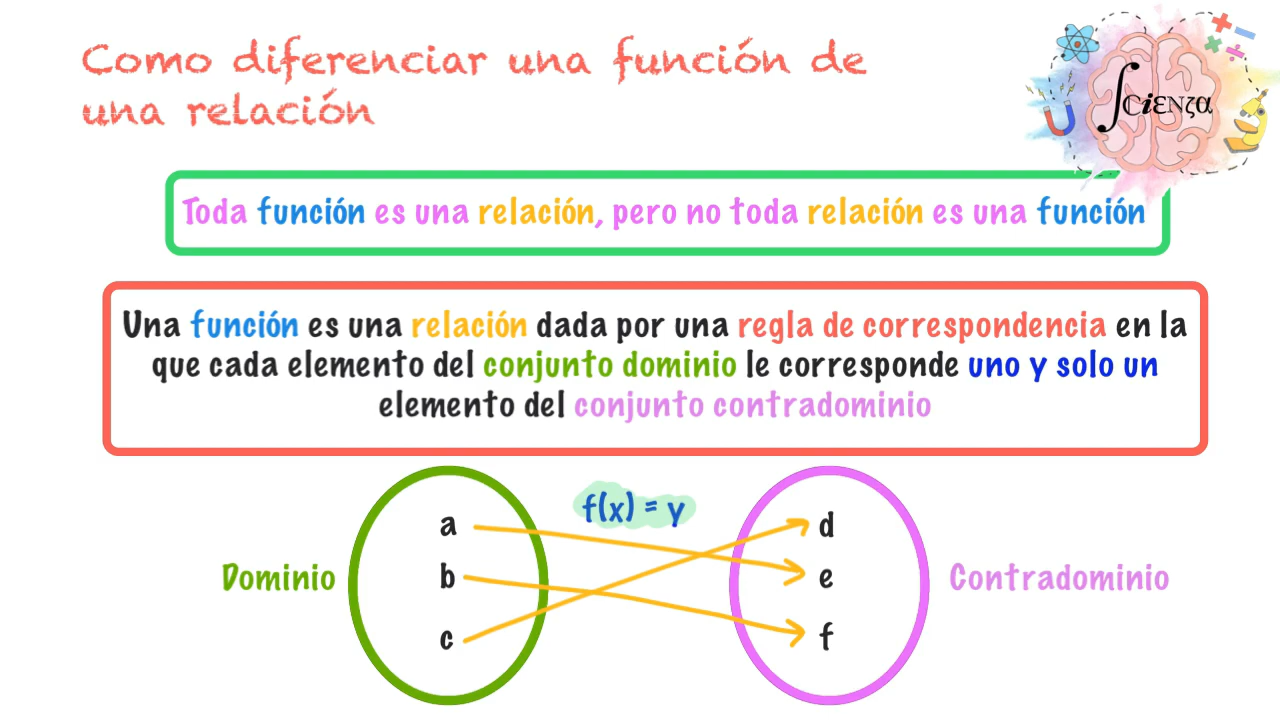 Como diferenciar una función de
una relación
∫CiENζα
Toda función es una relación, pero no toda relación es una función
Una función es una relación dada por una regla de correspondencia en la
que cada elemento del conjunto dominio le corresponde uno y solo un
elemento del conjunto contradominio
f(x) = y
a
d
Dominio
b
e
Contradominio
c
f